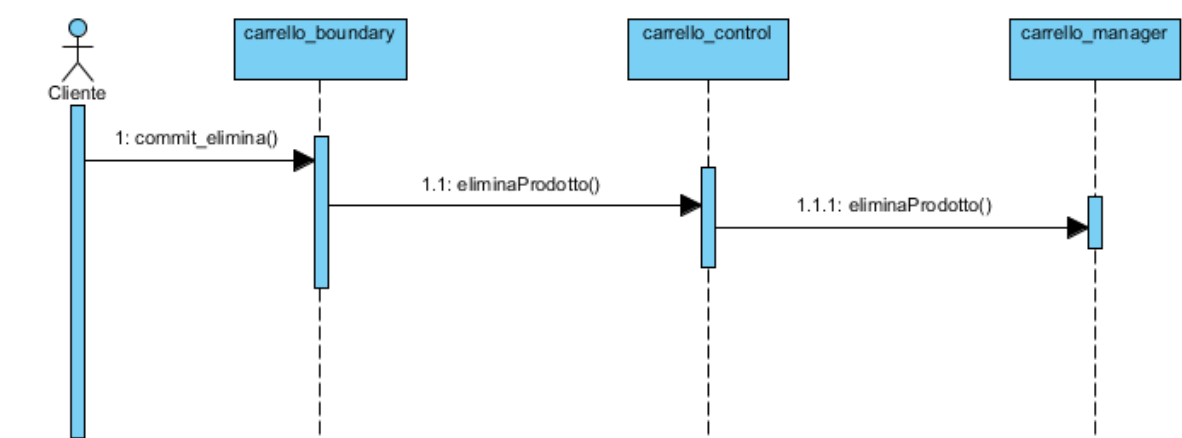 carrello_boundary
carrello_control
carrello_manager
Cliente
1: commit_elimina()
1.1: eliminaProdotto()
1.1.1: eliminaProdotto()